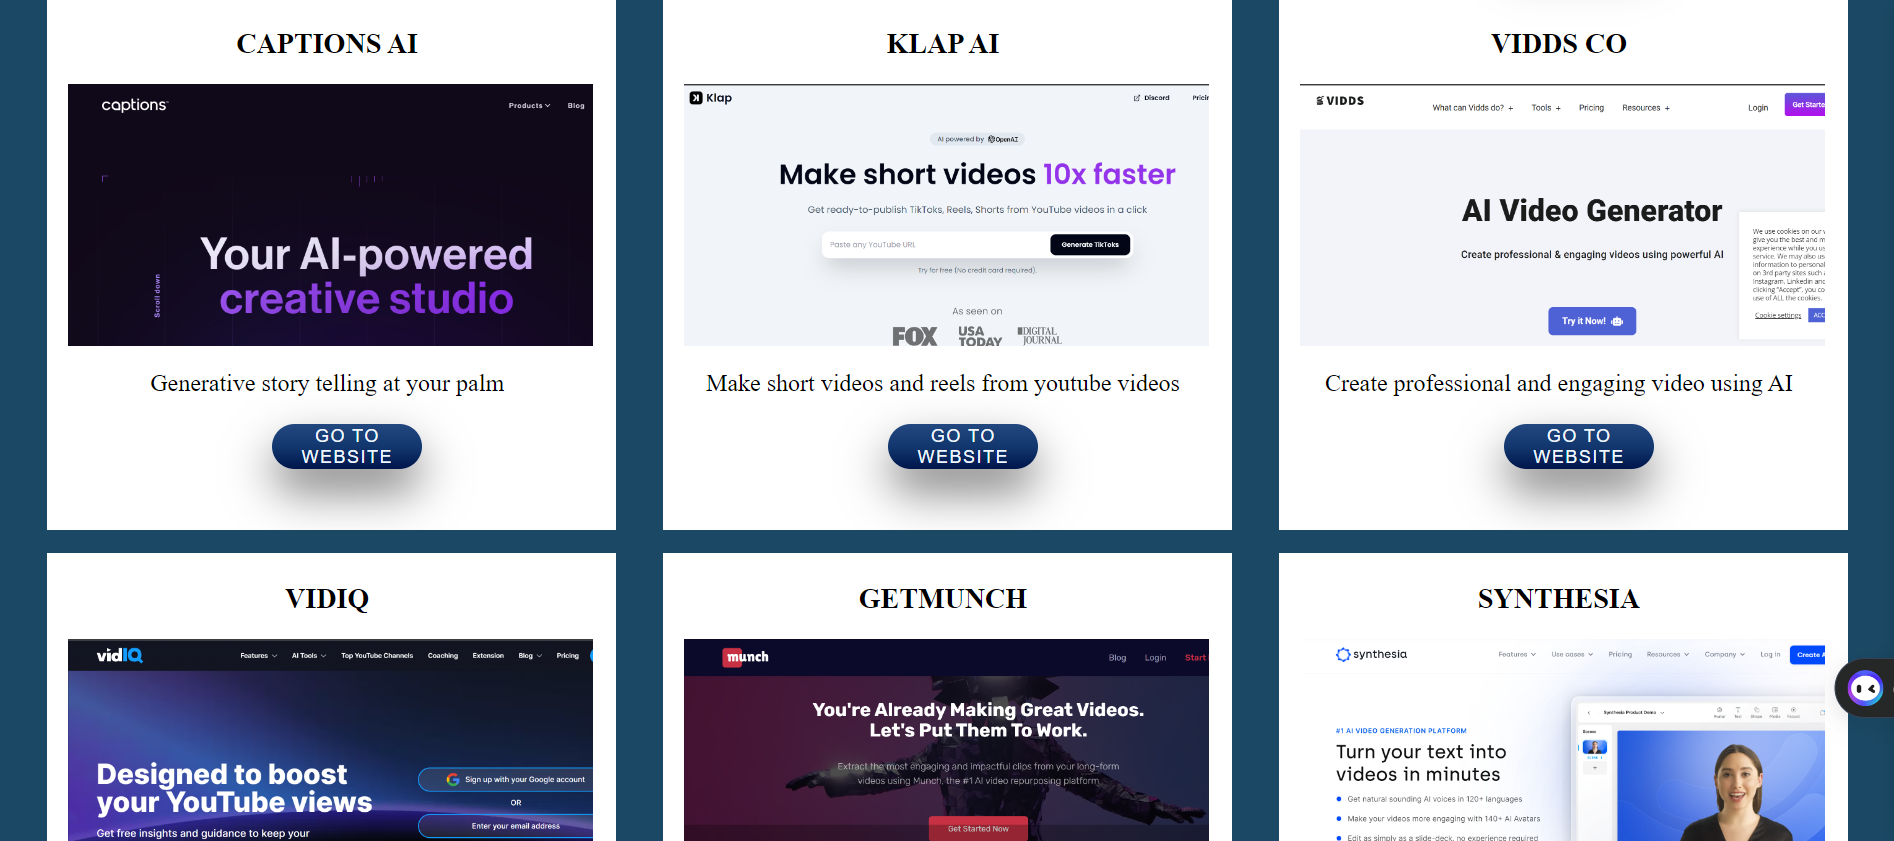 CAPTIONS AI
captions
Products
Blog
Scroll down
Your AI-powered
creative studio
Generative story telling at your palm
GO TO
WEBSITE
KLAP AI
Klap
Discord
AI powered by OpenAI
Make short videos 10x faster
Get ready-to-publish TikToks, Reels, Shorts from YouTube videos in a click
Paste any YouTube URL
Generate TikToks
Try for free (No credit card required).
As seen on
FOX
USA
TODAY
DIGITAL
JOURNAL
Make short videos and reels from youtube videos
GO TO
WEBSITE
VIDDS CO
VIDDS
What can Vidds do? +
Tools +
Pricing
Resources +
Login
Get Starte
AI Video Generator
Create professional & engaging videos using powerful AI
Try it Now!
We use cookies on our
give you the best and m
experience while you us
service. We may also us
information to personal
on 3rd party sites such
Instagram, Linkedin and
clicking "Accept", you co
use of ALL the cookies.
Cookie settings
ACC
Create professional and engaging video using AI
GO TO
WEBSITE
VIDIQ
vidIQ
Features
AI Tools
Top YouTube Channels
Coaching
Extension
Blog
Pricing
Designed to boost
your YouTube views
Get free insights and guidance to keep your
Sign up with your Google account
OR
Enter your email address
GETMUNCH
munch
Blog
Login
Start
You're Already Making Great Videos.
Let's Put Them To Work.
Extract the most engaging and impactful clips from your long-form
videos using Munch, the #1 AI video repurposing platform
Get Started Now
SYNTHESIA
synthesia
Features
Use cases
Pricing
Resources
Company
Log in
Create A
#1 AI VIDEO GENERATION PLATFORM
Turn your text into
videos in minutes
Get natural sounding AI voices in 120+ languages
Make your videos more engaging with 140+ AI Avatars
Edit as simply as a slide-deck, no experience required
Synthesia Product Demo